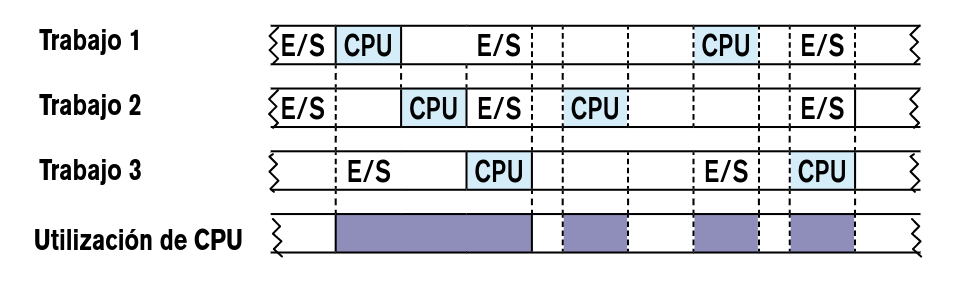 Trabajo 1 E/S CPU E/S CPU E/S
Trabajo 2 E/S CPU E/S CPU E/S
Trabajo 3 E/S CPU E/S CPU
Utilización de CPU